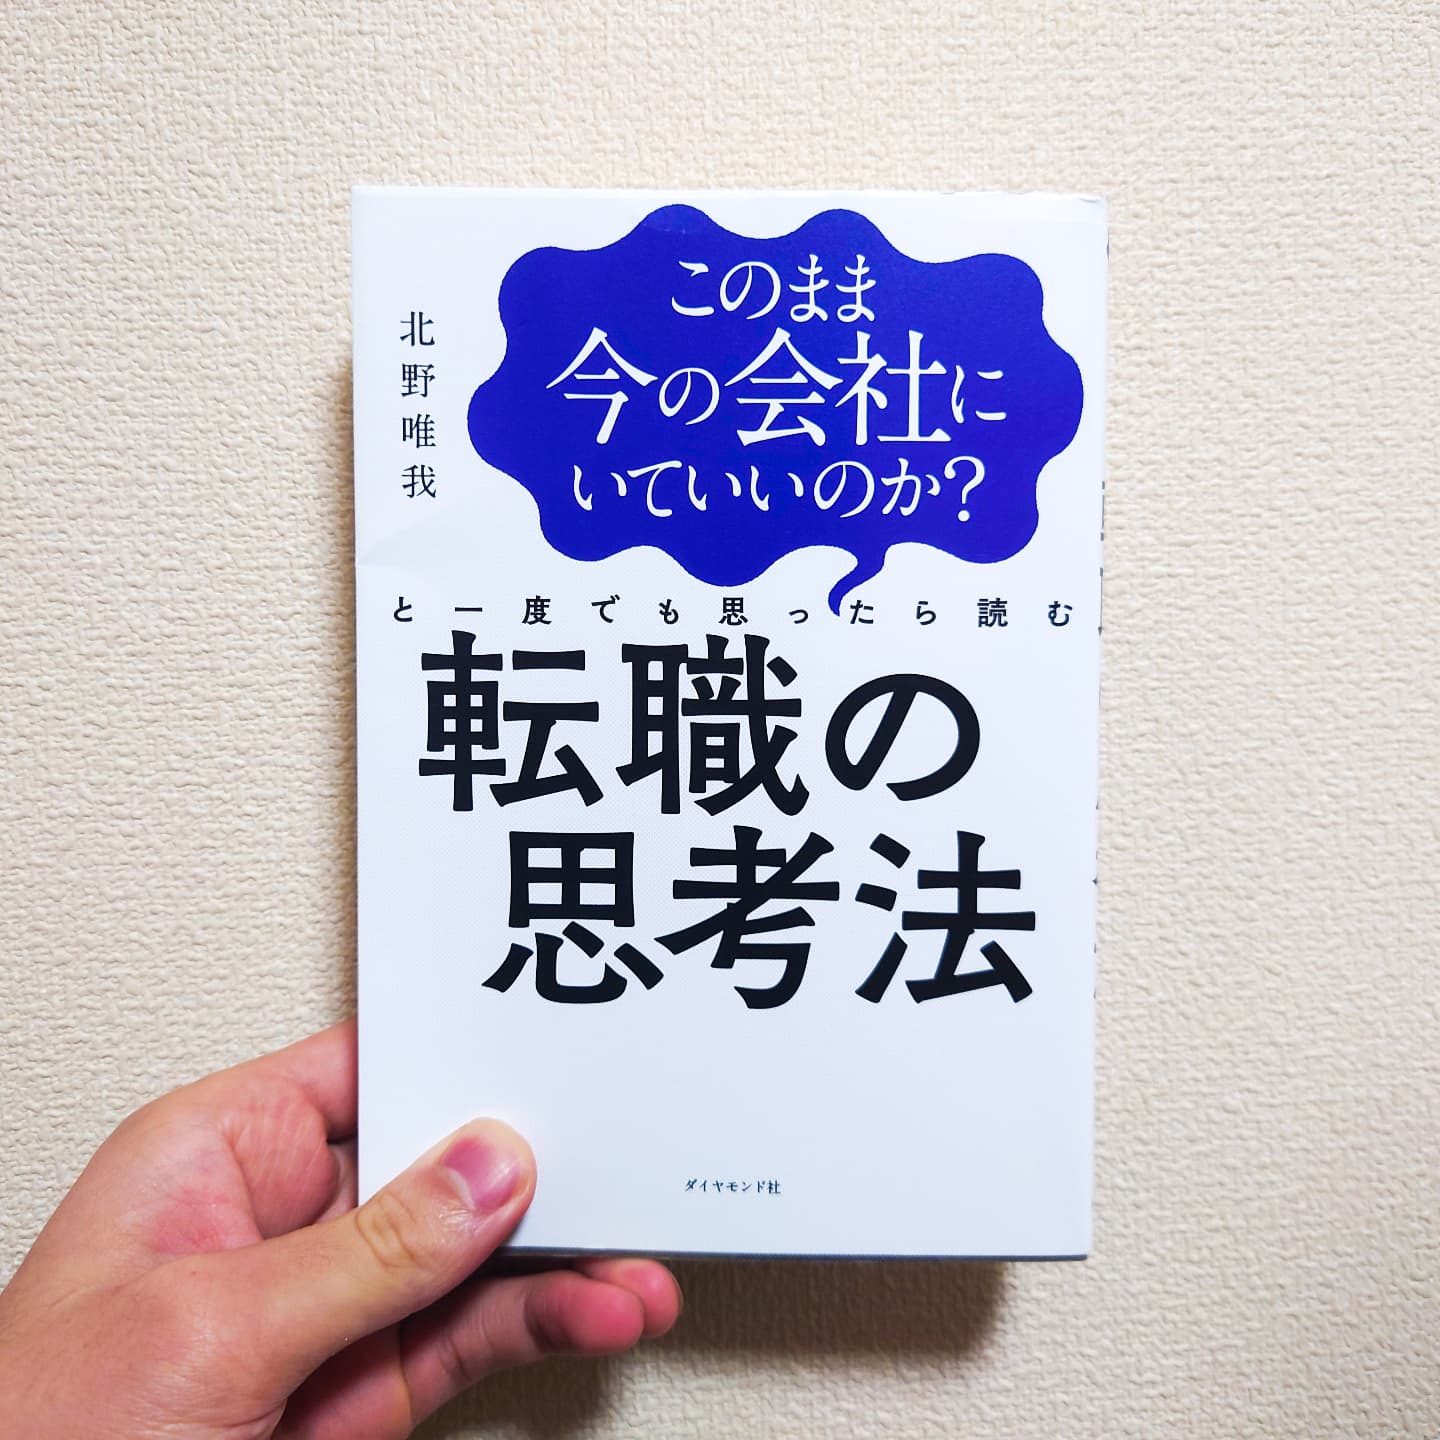 このまま
今の会社に
いていいのか?
北野唯我
と一度でも思ったら読む
転職の
思考法
ダイヤモンド社